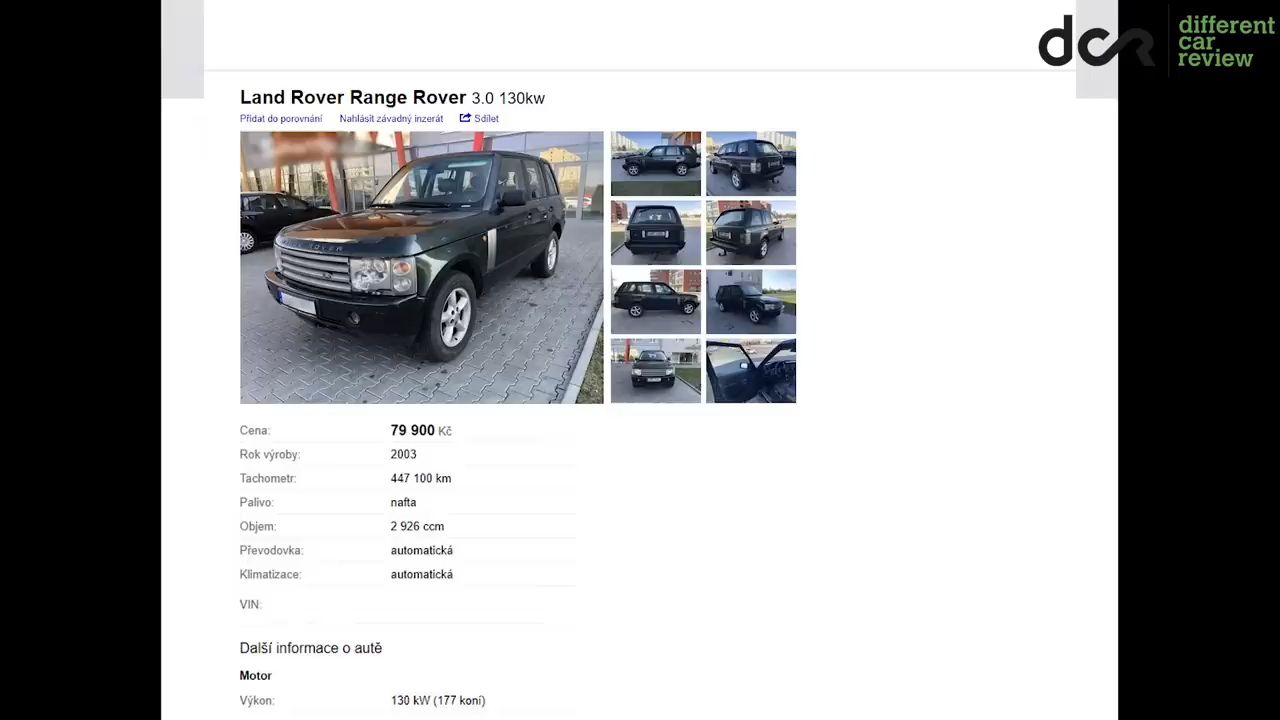 dcr
different
car
review
Land Rover Range Rover 3.0 130kw
Přidat do porovnání Nahlásit závadný inzerát Sdílet
ROVER
Cena: 79 900 Kč
Rok výroby: 2003
Tachometr: 447 100 km
Palivo: nafta
Objem: 2 926 ccm
Převodovka: automatická
Klimatizace: automatická
VIN:
Další informace o autě
Motor
Výkon: 130 kW (177 koní)